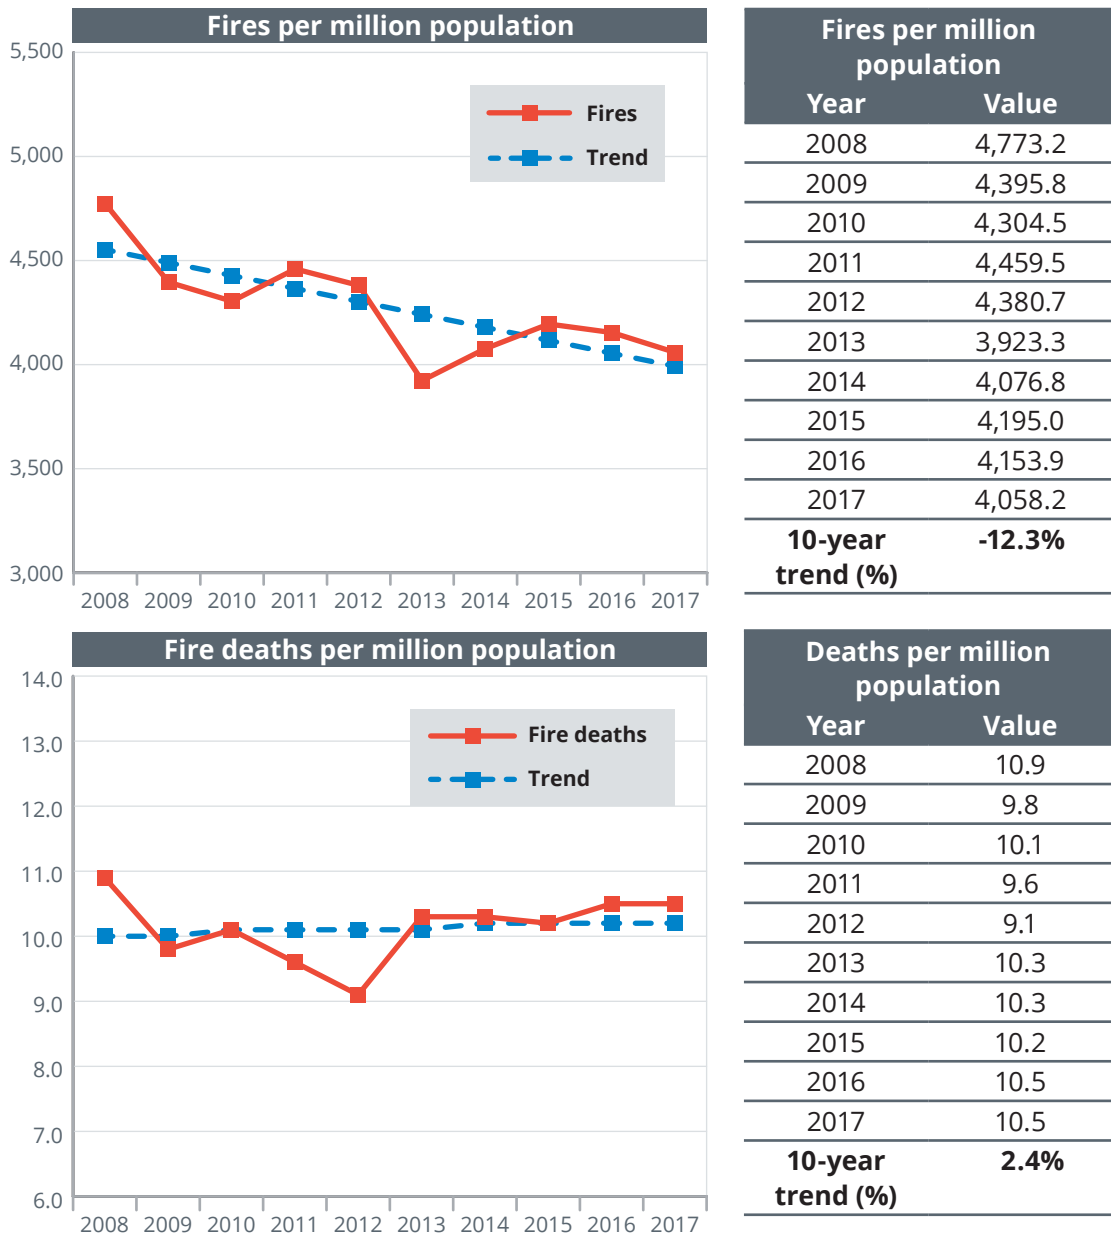 Fires per million population
5,500
5,000
4,500
4,000
3,500
3,000
Fires
Trend
2008 2009 2010 2011 2012 2013 2014 2015 2016 2017
Fires per million
population
Year Value
2008 4,773.2
2009 4,395.8
2010 4,304.5
2011 4,459.5
2012 4,380.7
2013 3,923.3
2014 4,076.8
2015 4,195.0
2016 4,153.9
2017 4,058.2
10-year -12.3%
trend (%)
Fire deaths per million population
14.0
13.0
12.0
11.0
10.0
9.0
8.0
7.0
6.0
Fire deaths
Trend
2008 2009 2010 2011 2012 2013 2014 2015 2016 2017
Deaths per million
population
Year Value
2008 10.9
2009 9.8
2010 10.1
2011 9.6
2012 9.1
2013 10.3
2014 10.3
2015 10.2
2016 10.5
2017 10.5
10-year 2.4%
trend (%)